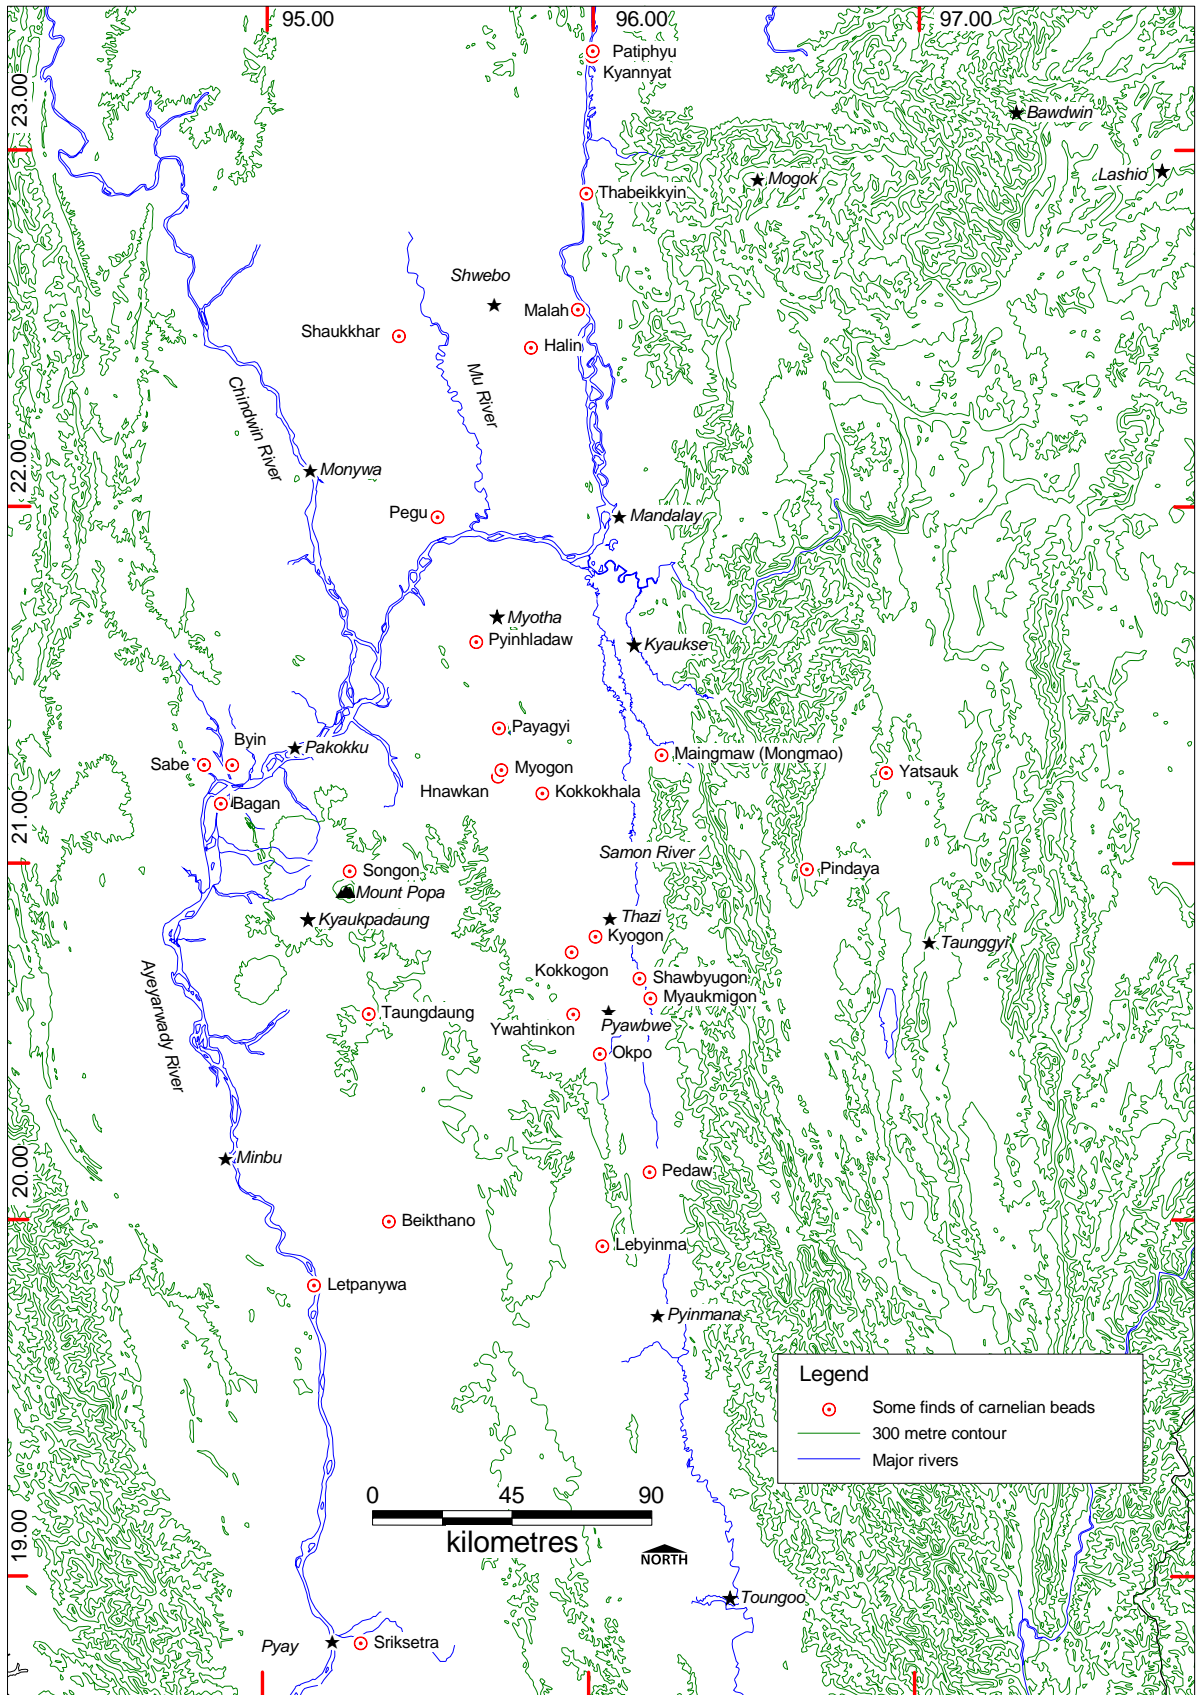 95.00
96.00
97.00
Patiphyu
Kyannyat
23.00
Bawdwin
Lashio
Mogok
Thabeikkyin
Shwebo
Malah
Shaukkhar
Halin
Mu River
Chindwin River
Monywa
22.00
Pegu
Mandalay
Myotha
Pyinhladaw
Kyaukse
Payagyi
Byin
Pakokku
Sabe
Maingmaw (Mongmao)
Myogon
Yatsauk
Hnawkan
Kokkokhala
Bagan
21.00
Samon River
Songon
Pindaya
Mount Popa
Kyaukpadaung
Thazi
Kyogon
Taunggyi
Kokkogon
Shawbyugon
Myaukmigon
Ayeyarwady River
Taungdaung
Ywahtinkon
Pyawbwe
Okpo
Minbu
Pedaw
20.00
Beikthano
Lebyinma
Letpanywa
Pyinmana
Legend
Some finds of carnelian beads
300 metre contour
Major rivers
0 45 90
kilometres
NORTH
19.00
Toungoo
Pyay
Sriksetra